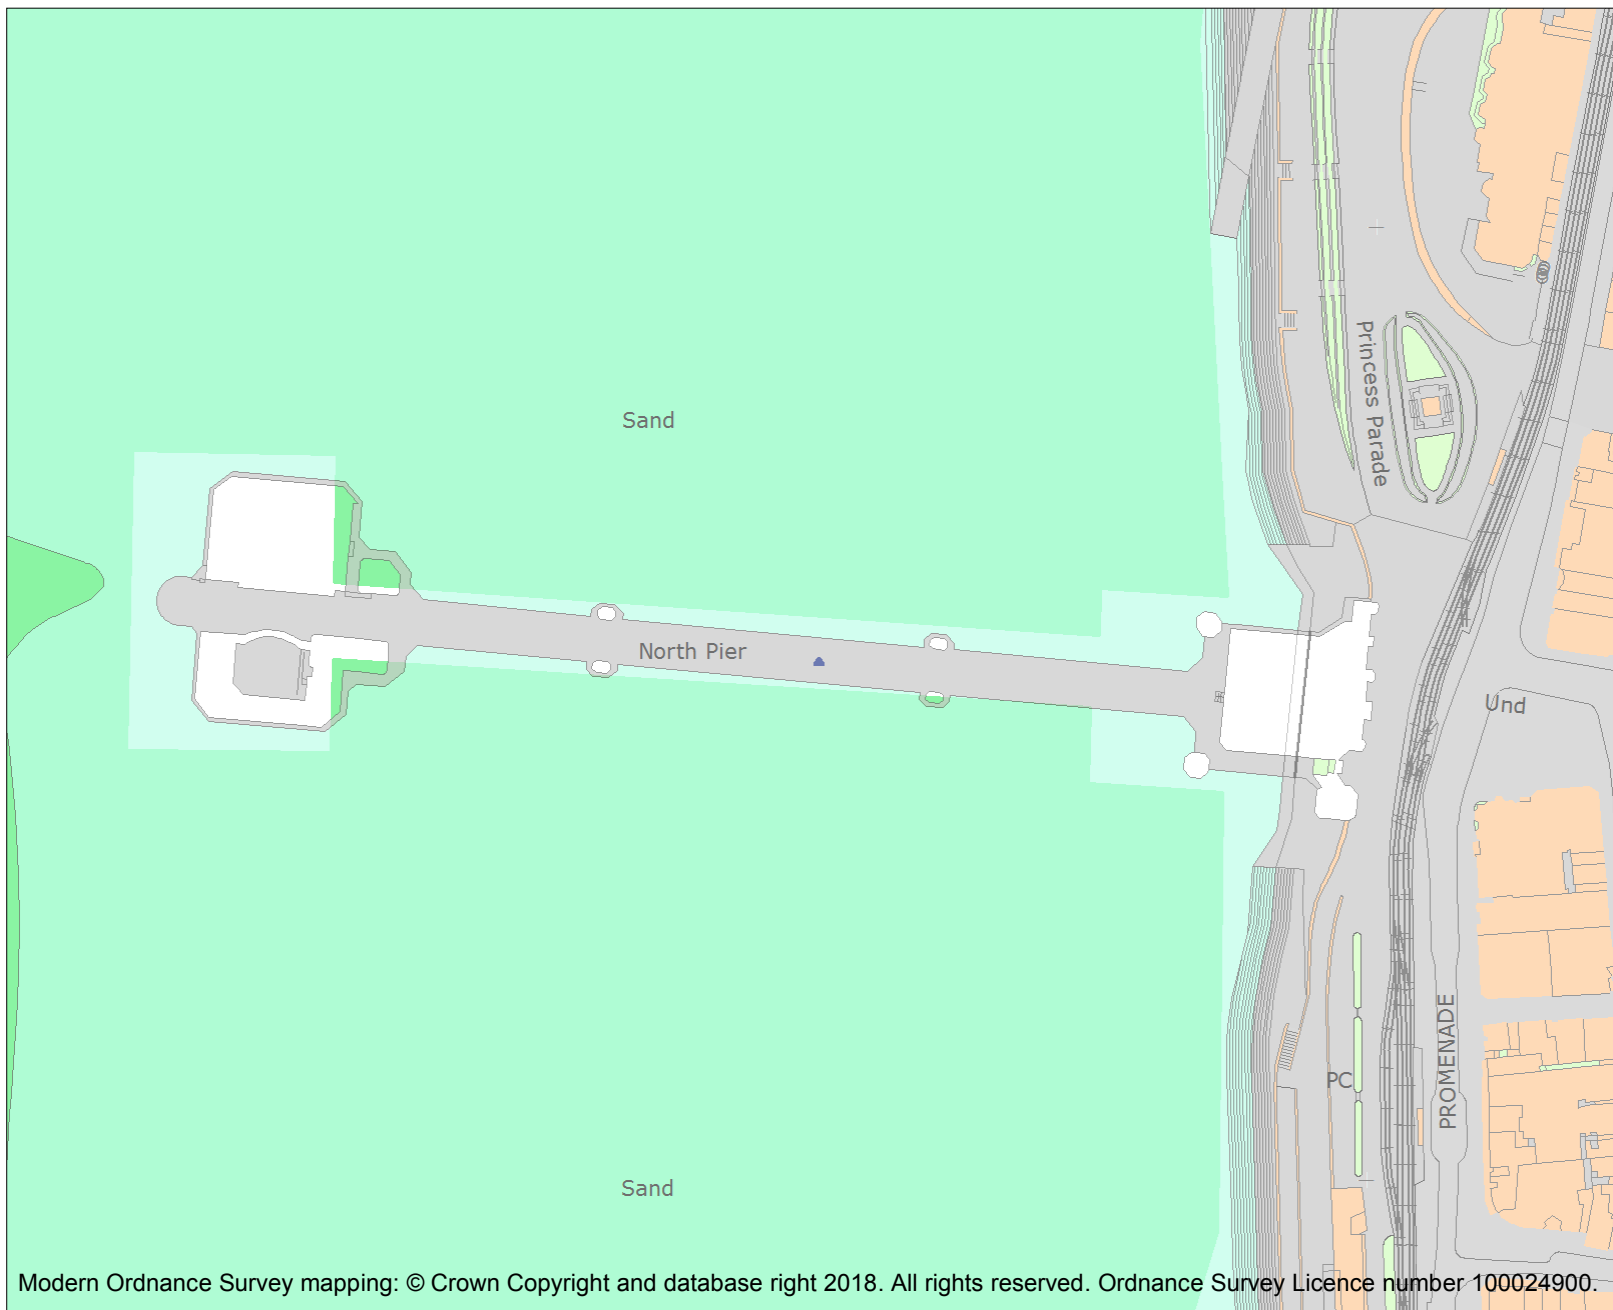 Princess Parade
Sand
North Pier
Und
PROMENADE
PC
Sand
Modern Ordnance Survey mapping: © Crown Copyright and database right 2018. All rights reserved. Ordnance Survey Licence number 100024900.